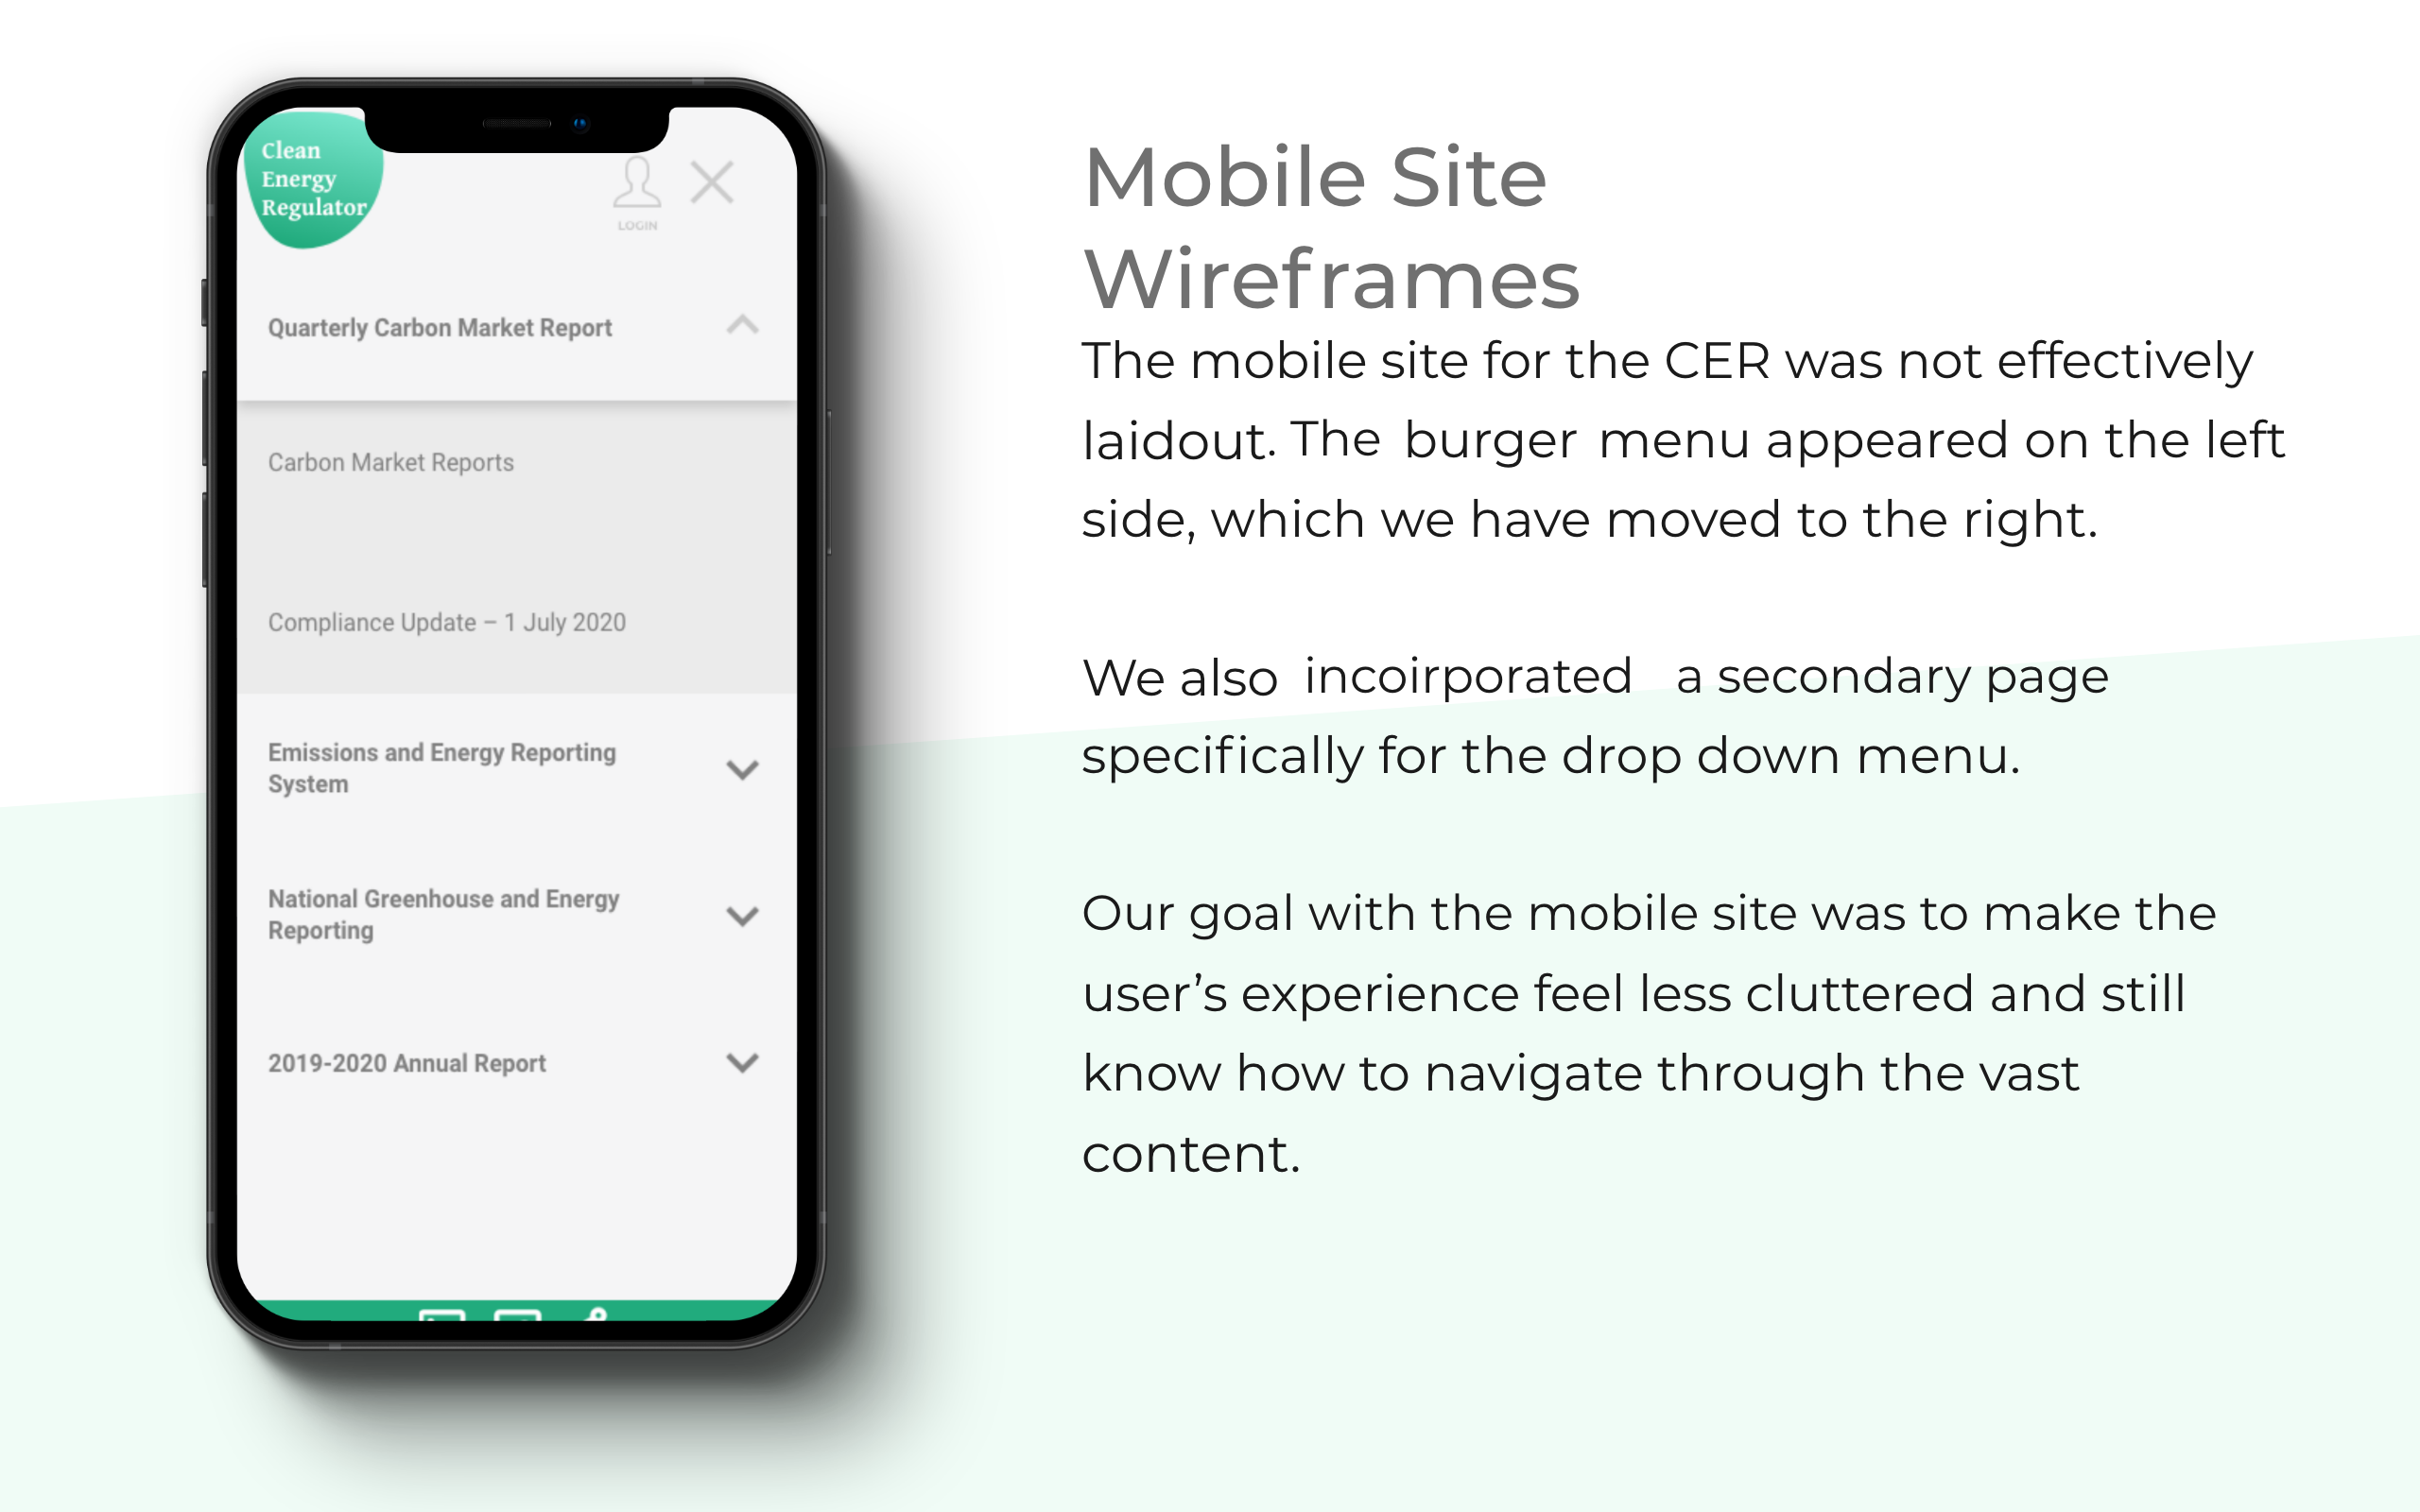 Clean
Energy
Regulator
LOGIN
Quarterly Carbon Market Report
Carbon Market Reports
Compliance Update – 1 July 2020
Emissions and Energy Reporting
System
National Greenhouse and Energy
Reporting
2019-2020 Annual Report
Mobile Site
Wireframes
The mobile site for the CER was not effectively
laidout. The burger menu appeared on the left
side, which we have moved to the right.
We also incoirporated a secondary page
specifically for the drop down menu.
Our goal with the mobile site was to make the
user’s experience feel less cluttered and still
know how to navigate through the vast
content.